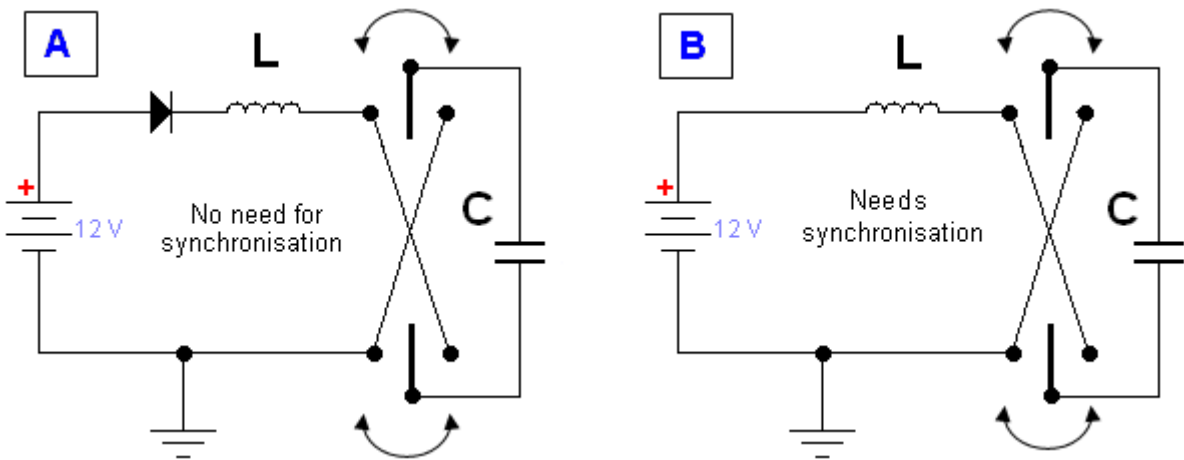 A
L
+
12 V
No need for
synchronisation
C
B
L
+
12 V
Needs
synchronisation
C